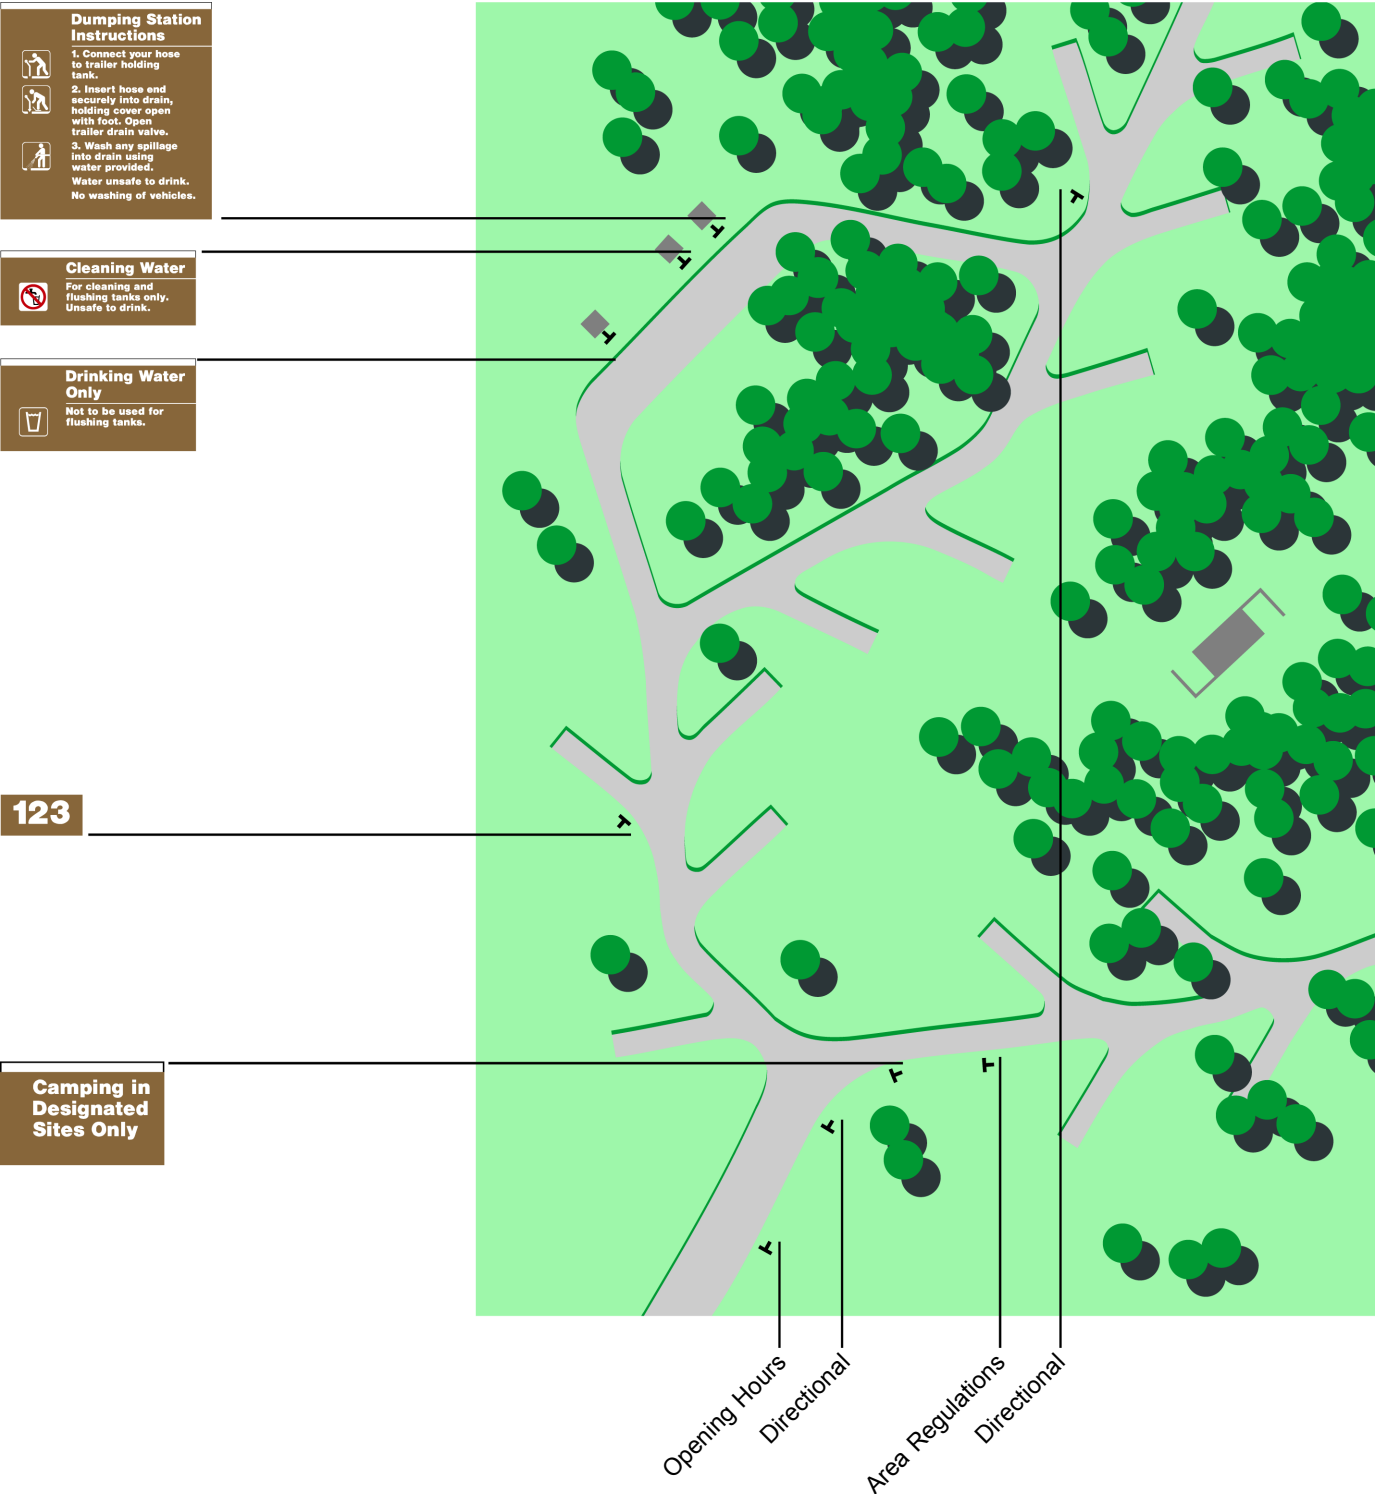 Dumping Station
Instructions
1. Connect your hose
to trailer holding
tank.
2. Insert hose end
securely into drain,
holding cover open
with foot. Open
trailer drain valve.
3. Wash any spillage
into drain using
water provided.
Water unsafe to drink.
No washing of vehicles.
Cleaning Water
For cleaning and
flushing tanks only.
Unsafe to drink.
Drinking Water
Only
Not to be used for
flushing tanks.
123
Camping in
Designated
Sites Only
Opening Hours
Directional
Area Regulations
Directional